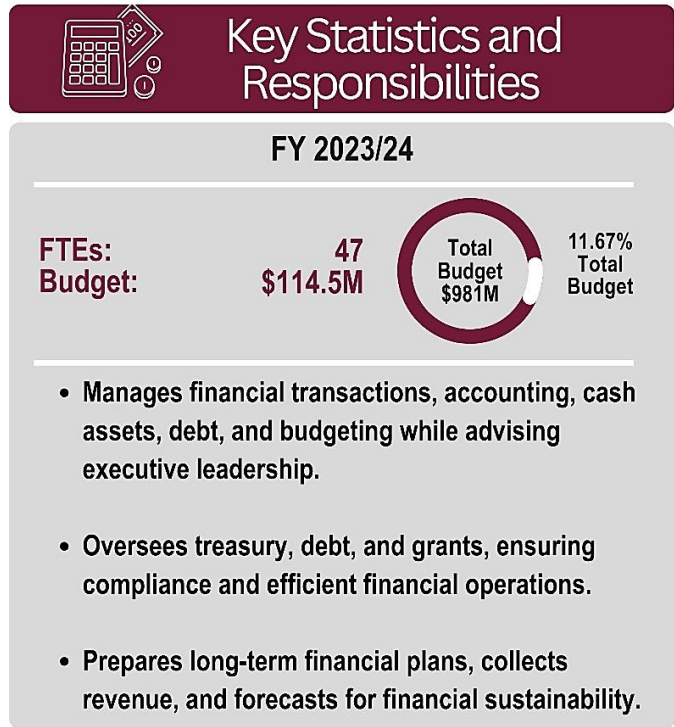 Key Statistics and
Responsibilities
FY 2023/24
FTEs: 47
Budget: $114.5M
Total
Budget
$981M
11.67%
Total
Budget
• Manages financial transactions, accounting, cash
assets, debt, and budgeting while advising
executive leadership.
• Oversees treasury, debt, and grants, ensuring
compliance and efficient financial operations.
• Prepares long-term financial plans, collects
revenue, and forecasts for financial sustainability.